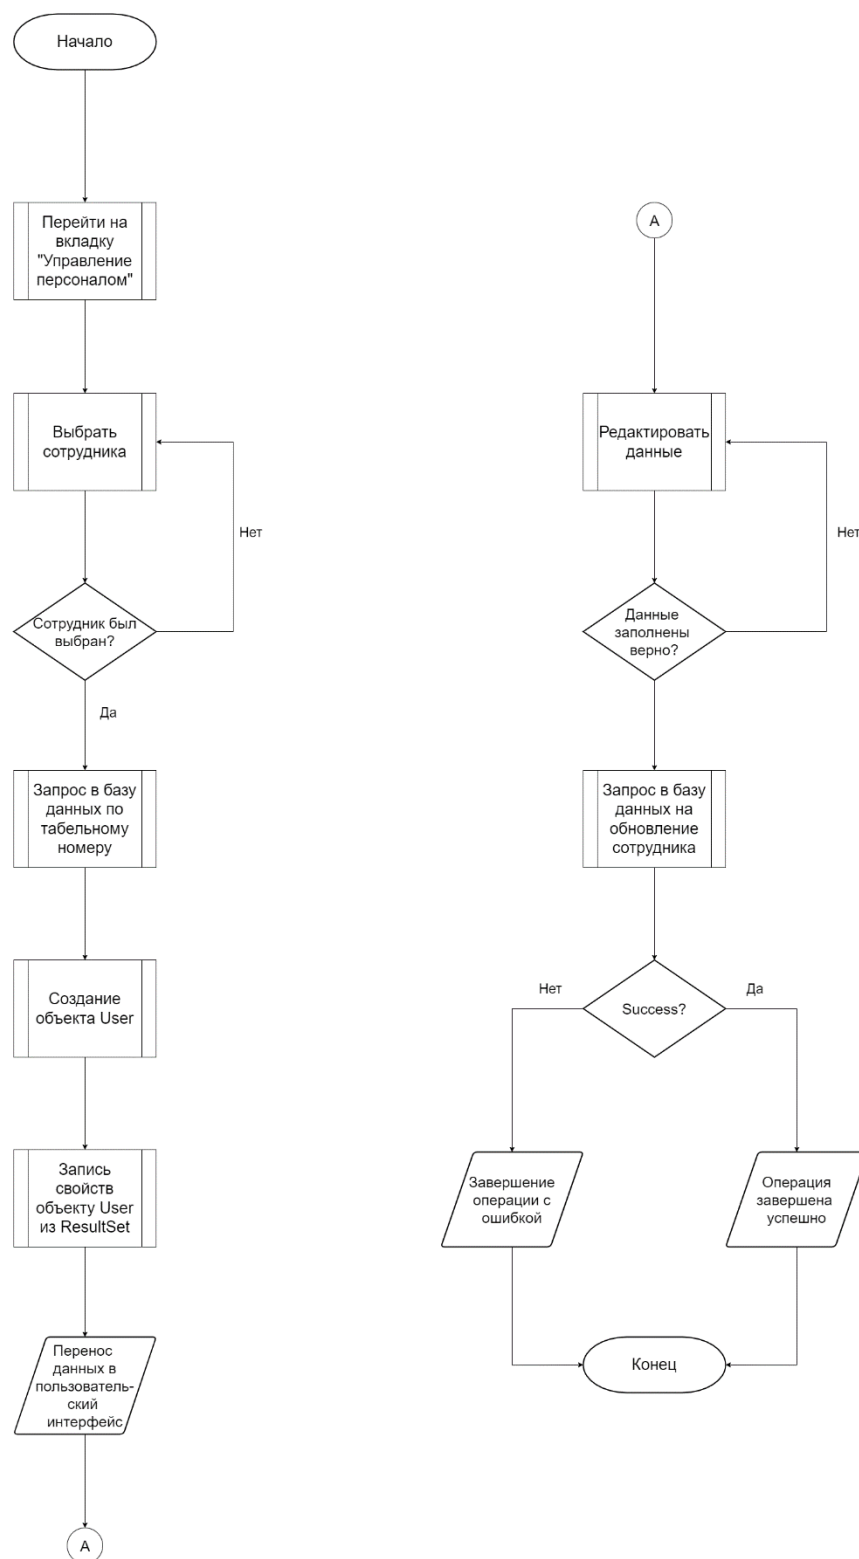 Начало
Перейти на
вкладку
"Управление
персоналом"
Выбрать
сотрудника
Нет
Сотрудник был
выбран?
Да
Запрос в базу
данных по
табельному
номеру
Создание
объекта User
Запись
свойств
объекту User
из ResultSet
Перенос
данных в
пользователь-
ский
интерфейс
A
A
Редактировать
данные
Нет
Данные
заполнены
верно?
Запрос в базу
данных на
обновление
сотрудника
Нет
Да
Success?
Завершение
операции с
ошибкой
Операция
завершена
успешно
Конец